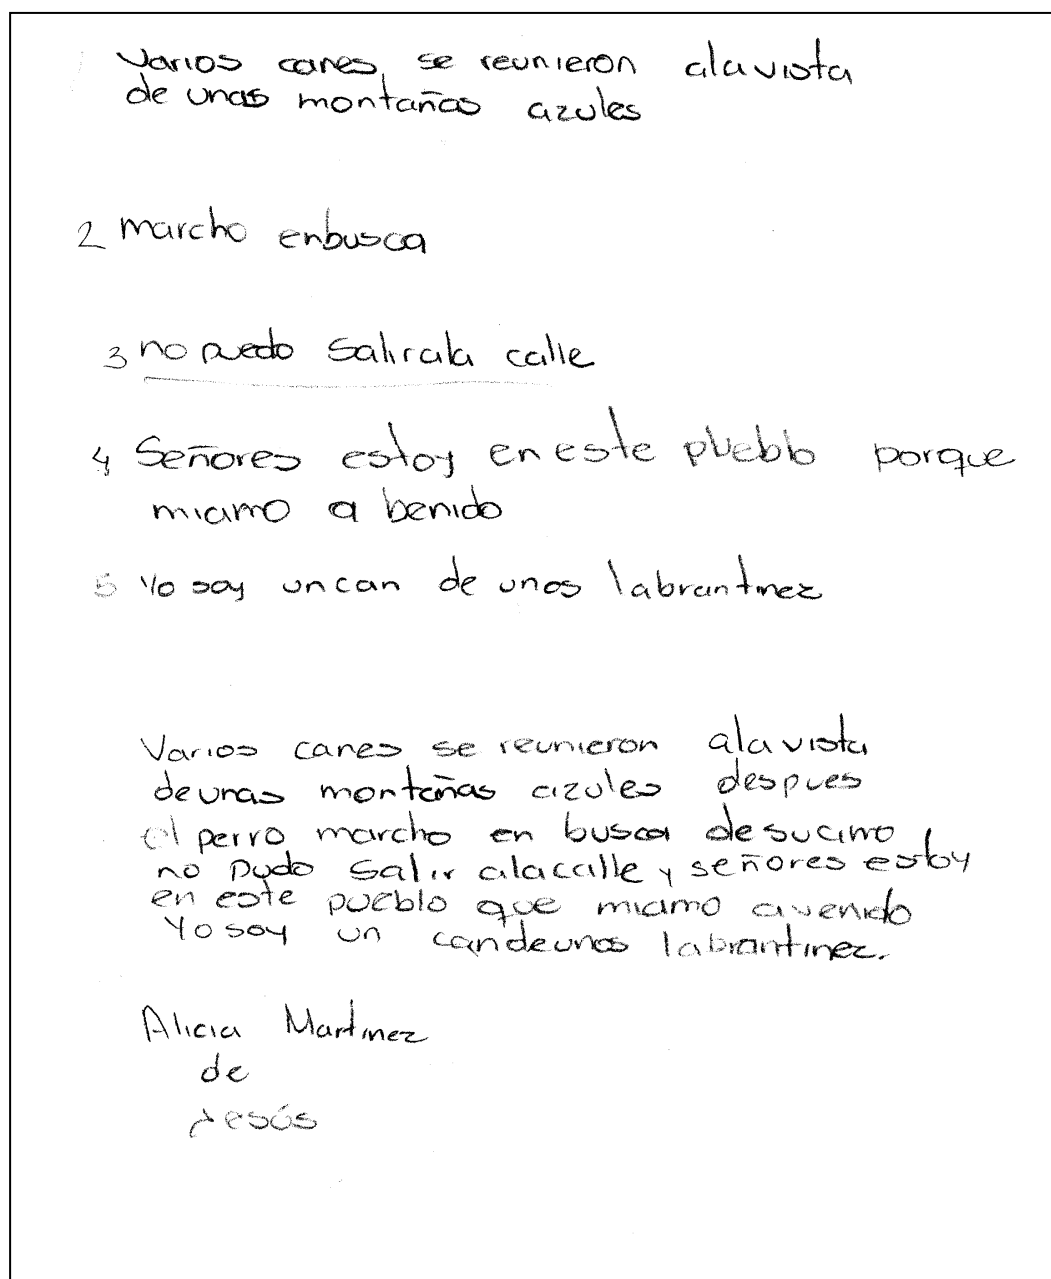 1 Varios canes, se reunieron alavista
de unas montañas azules
2 marcho enbusca
3 no puedo Salirala calle
4 Señores estoy en este pueblo porque
miamo a benido
5 Yo soy uncan de unos labrantinez
Varios canes se reunieron alavista
deunas montañas azules despues
el perro marcho en busca desuamo,
no pudo Salir alacalle y señores estoy
en este pueblo que miamo avenido
Yo soy un candeunos labrantinez.
Alicia Martinez
de
Jesús